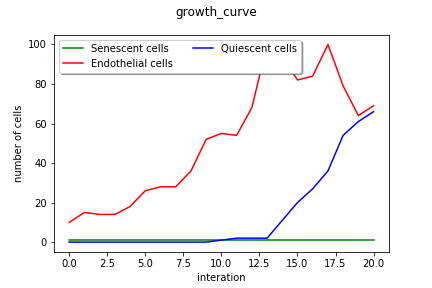 growth_curve
Senescent cells
Endothelial cells
Quiescent cells
number of cells
100
80
60
40
20
0
0.0 2.5 5.0 7.5 10.0 12.5 15.0 17.5 20.0
interation